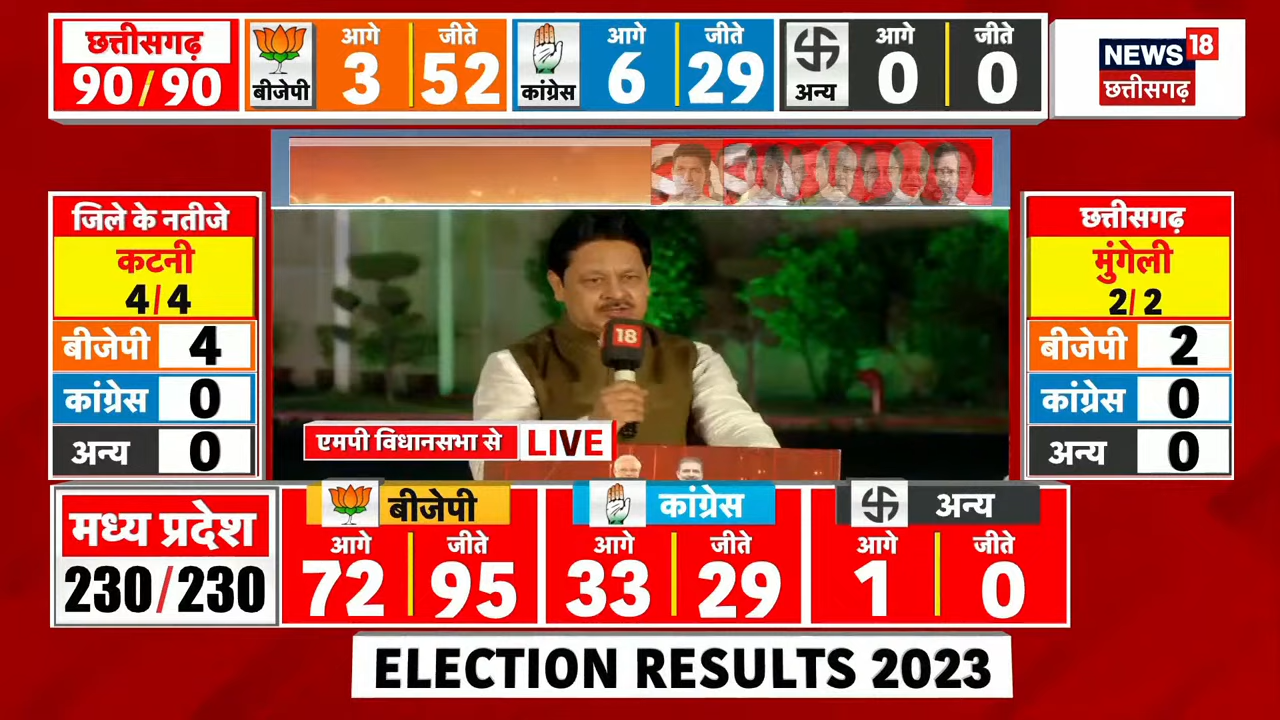 छत्तीसगढ़
90/90
बीजेपी
आगे
3
जीते
52
कांग्रेस
आगे
6
जीते
29
अन्य
आगे
0
जीते
0
NEWS 18
छत्तीसगढ़
जिले के नतीजे
कटनी
4/4
बीजेपी 4
कांग्रेस 0
अन्य 0
18
एमपी विधानसभा से LIVE
छत्तीसगढ़
मुंगेली
2/2
बीजेपी 2
कांग्रेस 0
अन्य 0
मध्य प्रदेश
230/230
बीजेपी
आगे
72
जीते
95
कांग्रेस
आगे
33
जीते
29
अन्य
आगे
1
जीते
0
ELECTION RESULTS 2023